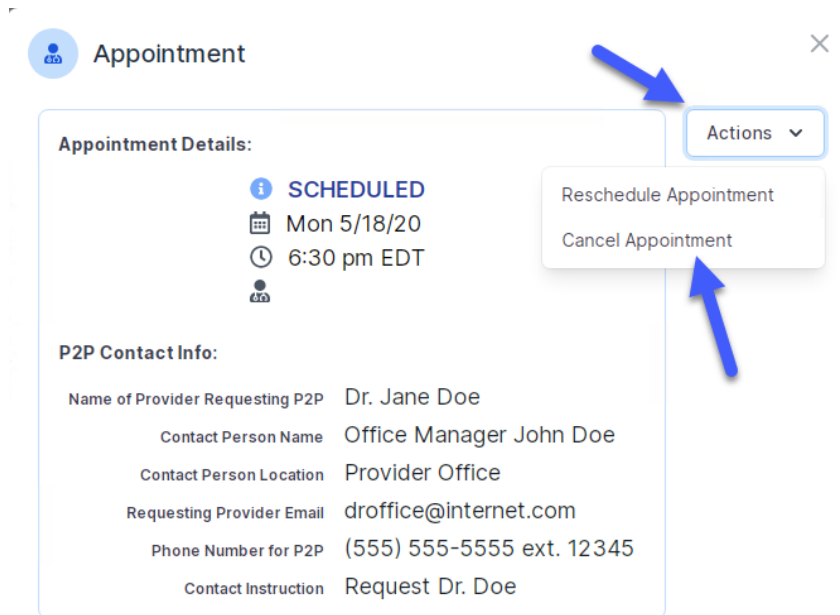 Appointment
Actions
Appointment Details:
SCHEDULED
Mon 5/18/20
6:30 pm EDT
Reschedule Appointment
Cancel Appointment
P2P Contact Info:
Name of Provider Requesting P2P Dr. Jane Doe
Contact Person Name Office Manager John Doe
Contact Person Location Provider Office
Requesting Provider Email droffice@internet.com
Phone Number for P2P (555) 555-5555 ext. 12345
Contact Instruction Request Dr. Doe